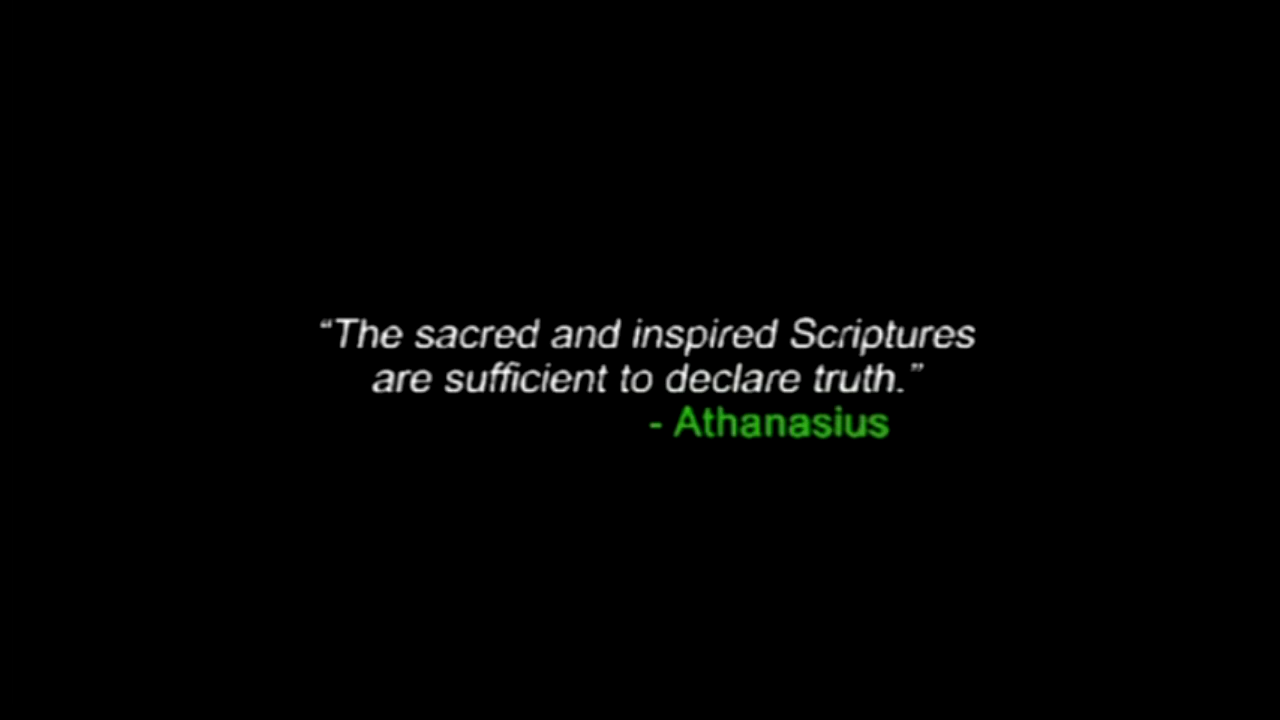 “The sacred and inspired Scriptures
are sufficient to declare truth.”
- Athanasius